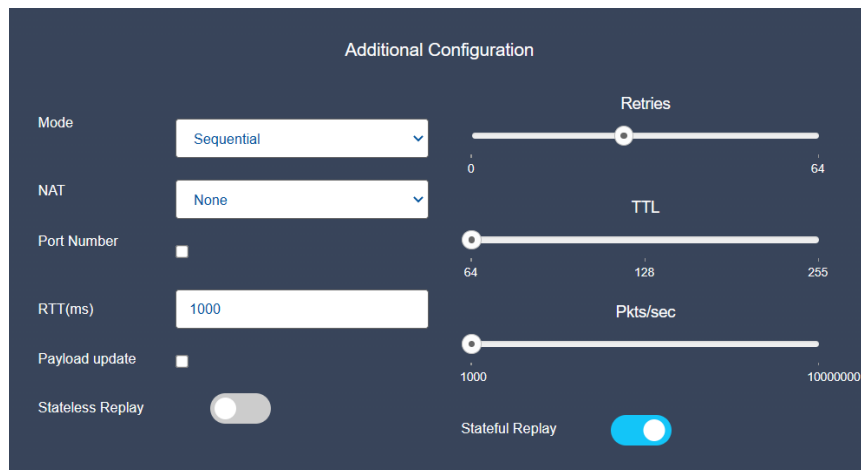 Additional Configuration
Mode
Sequential
NAT
None
Port Number
RTT(ms)
1000
Payload update
Stateless Replay
Retries
0 64
TTL
64 128 255
Pkts/sec
1000 10000000
Stateful Replay